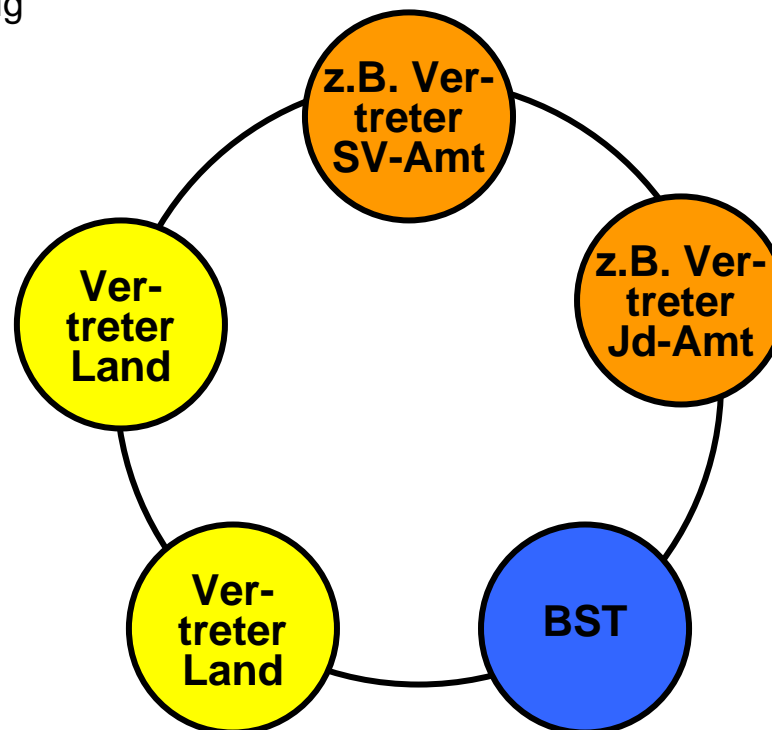 z.B. Ver-
treter
SV-Amt
z.B. Ver-
treter
Jd-Amt
Ver-
treter
Land
Ver-
treter
Land
BST